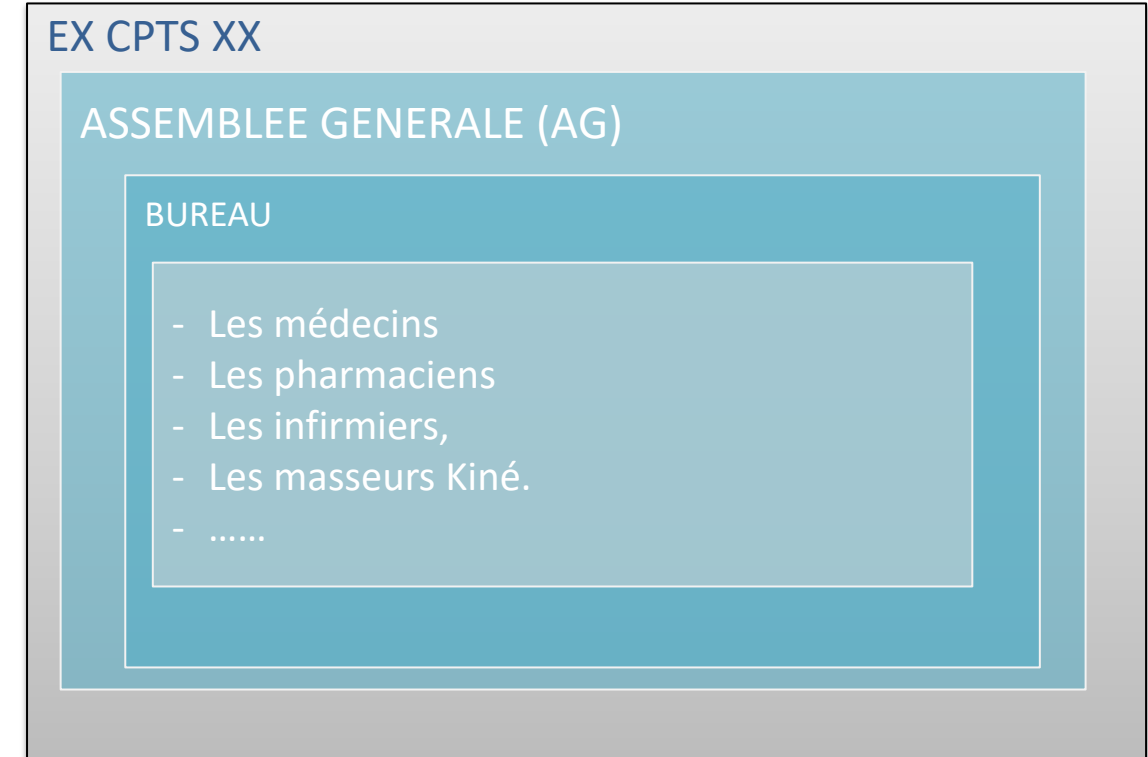 EX CPTS XX
ASSEMBLEE GENERALE (AG)
BUREAU
- Les médecins
- Les pharmaciens
- Les infirmiers,
- Les masseurs Kiné.
- ......